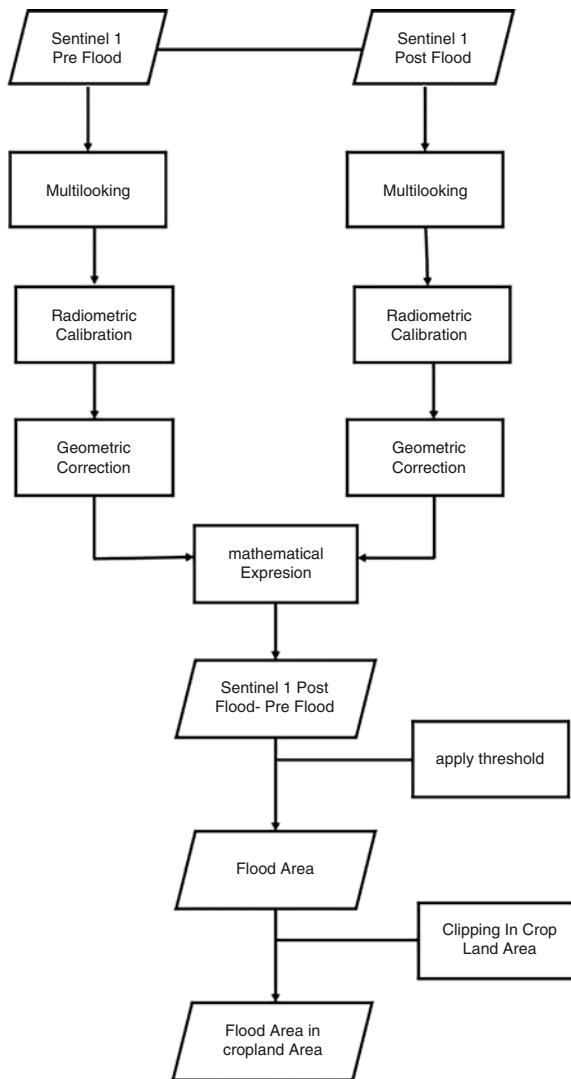 Sentinel 1
Pre Flood
Sentinel 1
Post Flood
Multilooking
Multilooking
Radiometric
Calibration
Radiometric
Calibration
Geometric
Correction
Geometric
Correction
mathematical
Expresion
Sentinel 1 Post
Flood- Pre Flood
apply threshold
Flood Area
Clipping In Crop
Land Area
Flood Area in
cropland Area